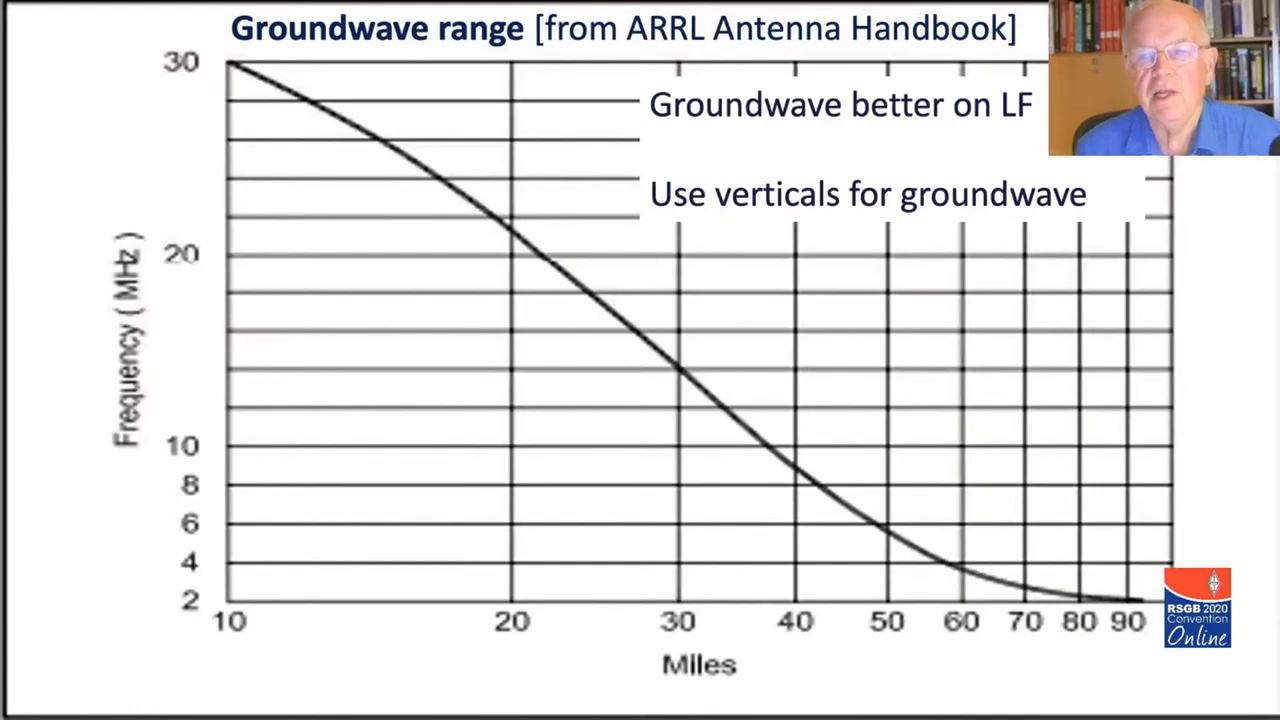 Groundwave range [from ARRL Antenna Handbook]
Groundwave better on LF
Use verticals for groundwave
Frequency ( MHz )
30
20
10
8
6
4
2
10 20 30 40 50 60 70 80 90
Miles
RSGB 2020
Convention
Online